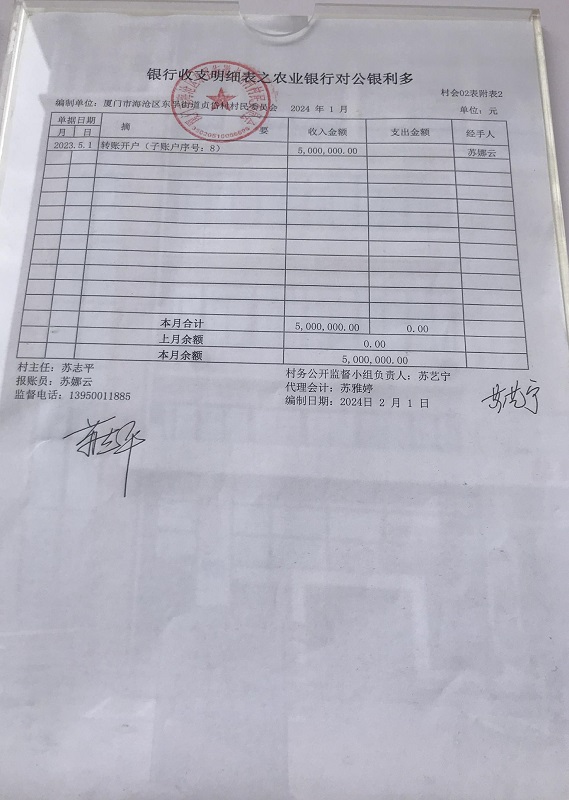 银行收支明细表之农业银行对公银利多
村会02表附表2
编制单位：厦门市海沧区东孚街道贞岱村村民委员会 2024 年 1 月 单位：元
单据日期 摘 要 收入金额 支出金额 经手人
月 日
2023.5.1 转账开户（子账户序号：8） 5,000,000.00 苏娜云
本月合计 5,000,000.00 0.00
上月余额 0.00
本月余额 5,000,000.00
村主任：苏志平 村务公开监督小组负责人：苏艺宁
报账员：苏娜云 代理会计：苏雅婷
监督电话：13950011885 编制日期：2024日 2 月 1 日
苏艺宁
苏志平